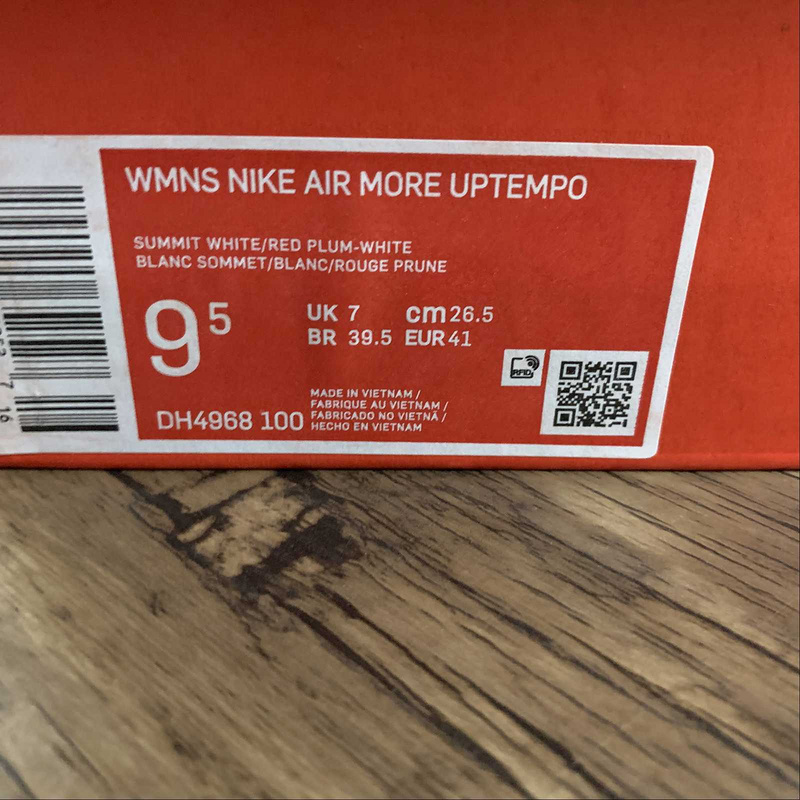 WMNS NIKE AIR MORE UPTEMPO
SUMMIT WHITE/RED PLUM-WHITE
BLANC SOMMET/BLANC/ROUGE PRUNE
9 5
UK 7 cm 26.5
BR 39.5 EUR 41
RFID
DH4968 100
MADE IN VIETNAM /
FABRIQUE AU VIETNAM /
FABRICADO NO VIETNÃ /
HECHO EN VIETNAM
7 16